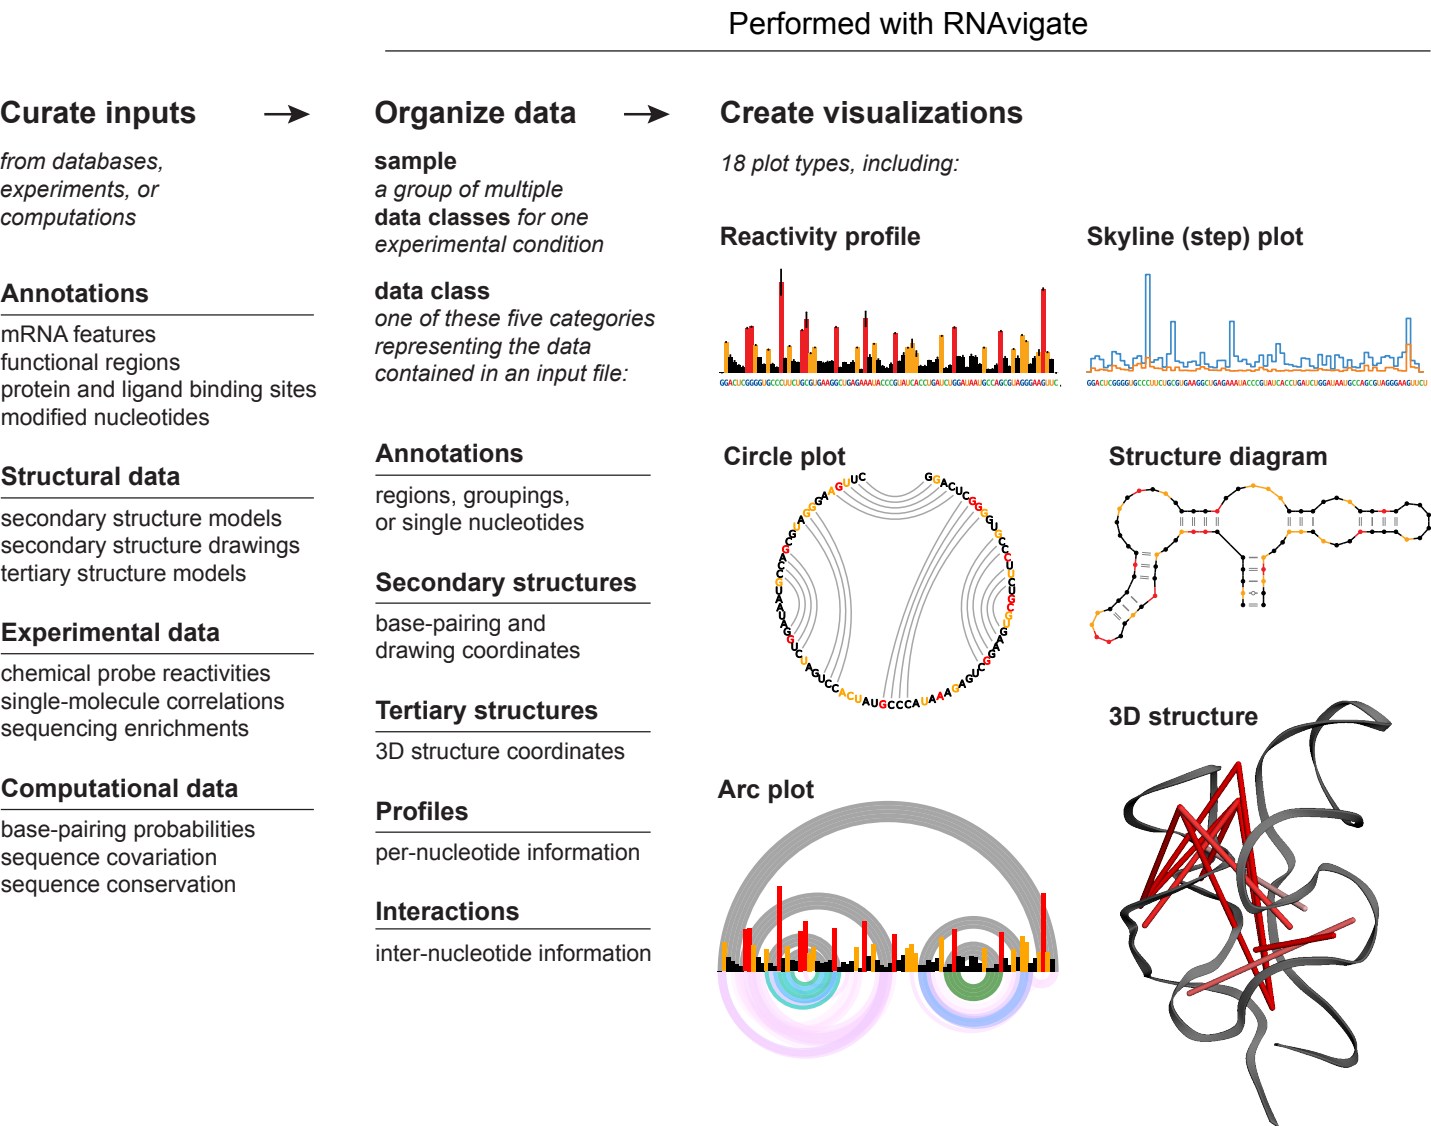 Performed with RNAvigate
Curate inputs
from databases,
experiments, or
computations
Annotations
mRNA features
functional regions
protein and ligand binding sites
modified nucleotides
Structural data
secondary structure models
secondary structure drawings
tertiary structure models
Experimental data
chemical probe reactivities
single-molecule correlations
sequencing enrichments
Computational data
base-pairing probabilities
sequence covariation
sequence conservation
Organize data
sample
a group of multiple
data classes for one
experimental condition
data class
one of these five categories
representing the data
contained in an input file:
Annotations
regions, groupings,
or single nucleotides
Secondary structures
base-pairing and
drawing coordinates
Tertiary structures
3D structure coordinates
Profiles
per-nucleotide information
Interactions
inter-nucleotide information
Create visualizations
18 plot types, including:
Reactivity profile
GGACUCGGGGUGCCCUUCUGCGUGAAGGCUGAGAAAUACCCGUAUCACCUGAUCUGGAUAAUGCCAGCGUAGGGAAGUUC
Skyline (step) plot
GGACUCGGGGUGCCCUUCUGCGUGAAGGCUGAGAAAUACCCGUAUCACCUGAUCUGGAUAAUGCCAGCGUAGGGAAGUUCU
Circle plot
GGACUCGGGGUGCCCUUCUGCGUGAAGGCUGAGAAAUACCCGUAUCACCUGAUCUGGAUAAUGCCAGCGUAGGGAAGUUC
Structure diagram
Arc plot
3D structure